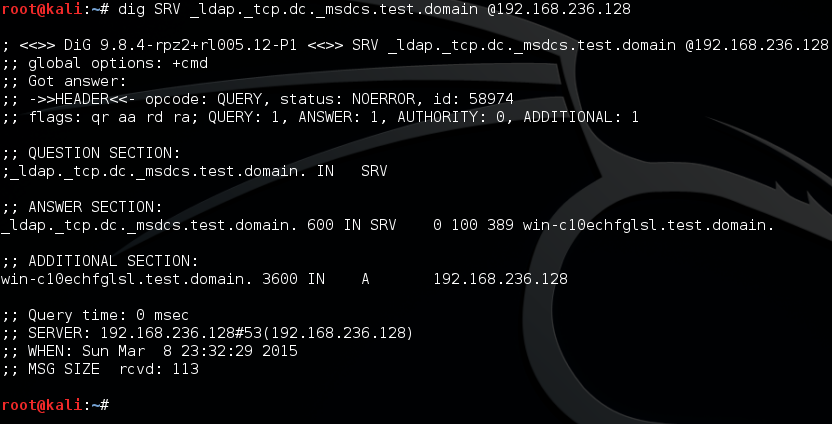 root@kali:~# dig SRV _ldap._tcp.dc._msdcs.test.domain @192.168.236.128
; <<>> DiG 9.8.4-rpz2+rl005.12-P1 <<>> SRV _ldap._tcp.dc._msdcs.test.domain @192.168.236.128
;; global options: +cmd
;; Got answer:
;; ->>HEADER<<- opcode: QUERY, status: NOERROR, id: 58974
;; flags: qr aa rd ra; QUERY: 1, ANSWER: 1, AUTHORITY: 0, ADDITIONAL: 1
;; QUESTION SECTION:
;_ldap._tcp.dc._msdcs.test.domain. IN SRV
;; ANSWER SECTION:
_ldap._tcp.dc._msdcs.test.domain. 600 IN SRV 0 100 389 win-c10echfglsl.test.domain.
;; ADDITIONAL SECTION:
win-c10echfglsl.test.domain. 3600 IN A 192.168.236.128
;; Query time: 0 msec
;; SERVER: 192.168.236.128#53(192.168.236.128)
;; WHEN: Sun Mar 8 23:32:29 2015
;; MSG SIZE rcvd: 113
root@kali:~#